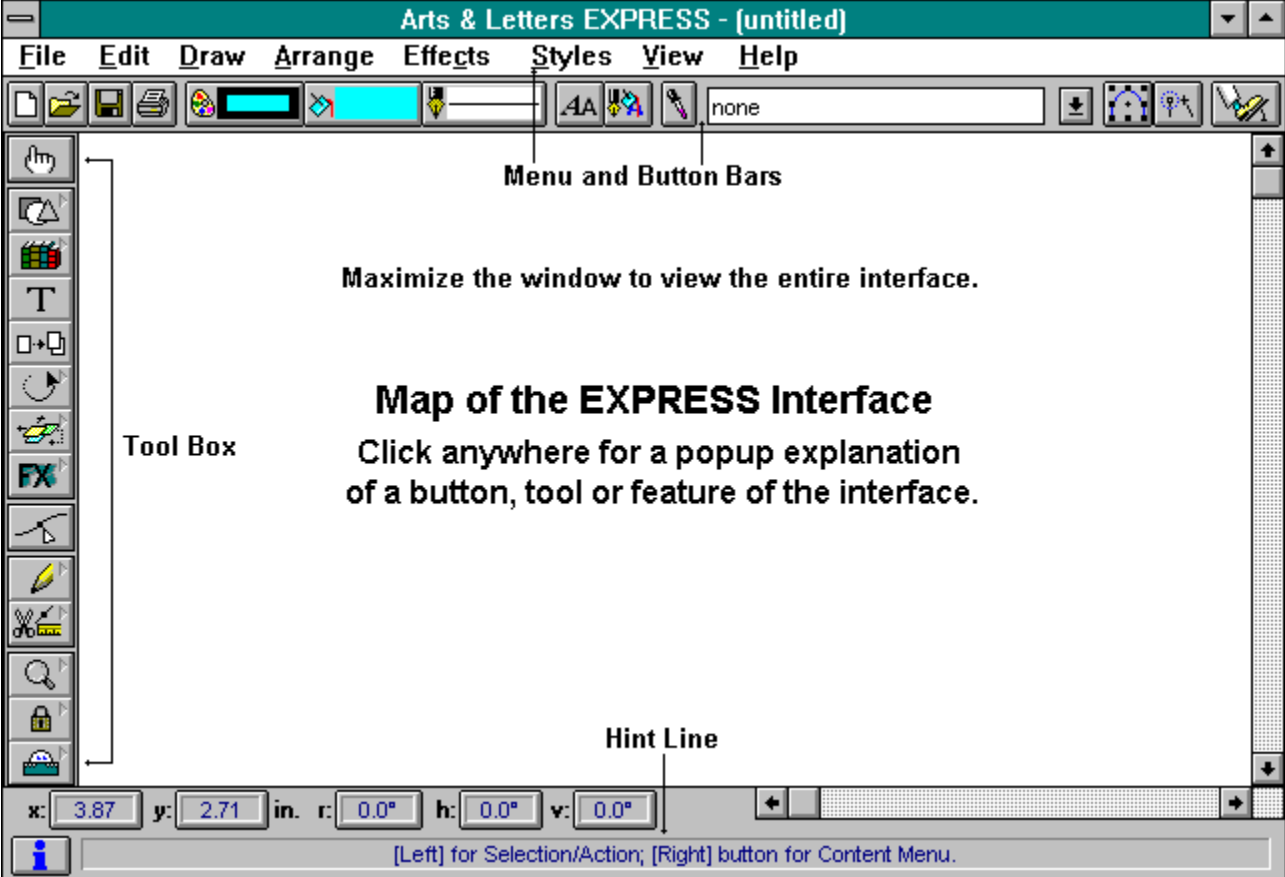 Arts & Letters EXPRESS - (untitled)
File Edit Draw Arrange Effects Styles View Help
AA A none
Menu and Button Bars
Maximize the window to view the entire interface.
T
Map of the EXPRESS Interface
Click anywhere for a popup explanation
Tool Box
of a button, tool or feature of the interface.
FX
Hint Line
x: 3.87 y: 2.71 in. r: 0.0° h: 0.0° v: 0.0°
i [Left] for Selection/Action; [Right] button for Content Menu.